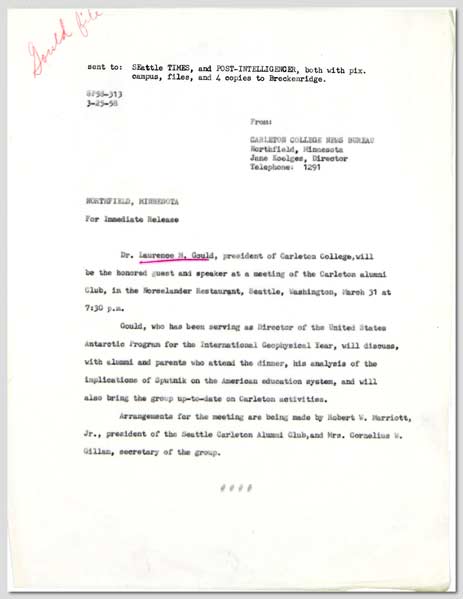 Gould file
sent to: SEattle TIMES, and POST-INTELLIGENCER, both with pix.
campus, files, and 4 copies to Breckenridge.
#P58-313
3-25-58
From:
CARLETON COLLEGE NEWS BUREAU
Northfield, Minnesota
Jane Koelges, Director
Telephone: 1291
NORTHFIELD, MINNESOTA
For Immediate Release
Dr. Laurence M. Gould, president of Carleton College,will
be the honored guest and speaker at a meeting of the Carleton alumni
Club, in the Norselander Restaurant, Seattle, Washington, March 31 at
7:30 p.m.
Gould, who has been serving as Director of the United States
Antarctic Program for the International Geophysical Year, will discuss,
with alumni and parents who attend the dinner, his analysis of the
implications of Sputnik on the American education system, and will
also bring the group up-to-date on Carleton activities.
Arrangements for the meeting are being made by Robert W. Marriott,
Jr., president of the Seattle Carleton Alumni Club,and Mrs. Cornelius W.
Gillan, secretary of the group.
# # # #